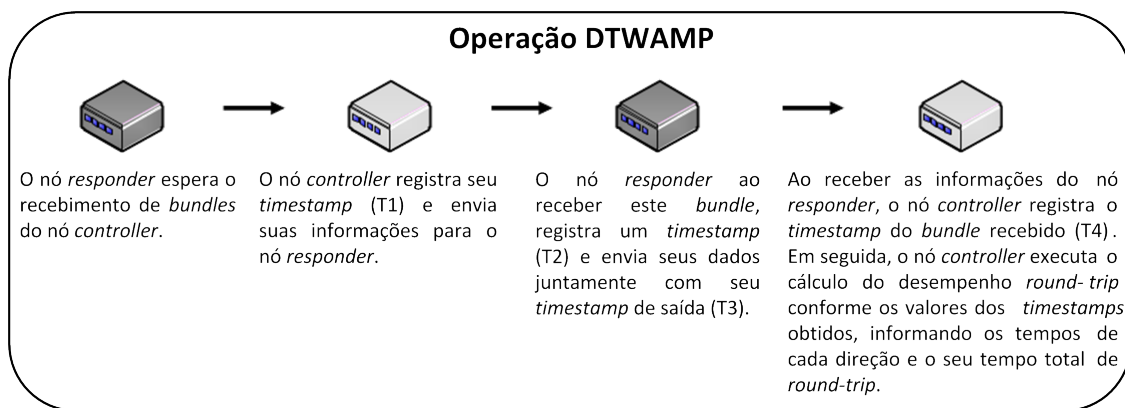 Operação DTWAMP
O nó responder espera o
recebimento de bundles
do nó controller.
O nó controller registra seu
timestamp (T1) e envia
suas informações para o
nó responder.
O nó responder ao
receber este bundle,
registra um timestamp
(T2) e envia seus dados
juntamente com seu
timestamp de saída (T3).
Ao receber as informações do nó
responder, o nó controller registra o
timestamp do bundle recebido (T4).
Em seguida, o nó controller executa o
cálculo do desempenho round-trip
conforme os valores dos timestamps
obtidos, informando os tempos de
cada direção e o seu tempo total de
round-trip.